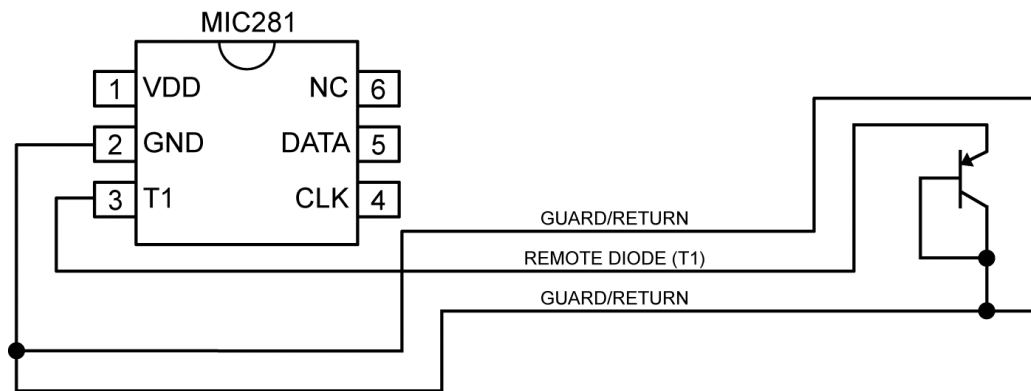 MIC281
1 VDD NC 6
2 GND DATA 5
3 T1 CLK 4
GUARD/RETURN
REMOTE DIODE (T1)
GUARD/RETURN